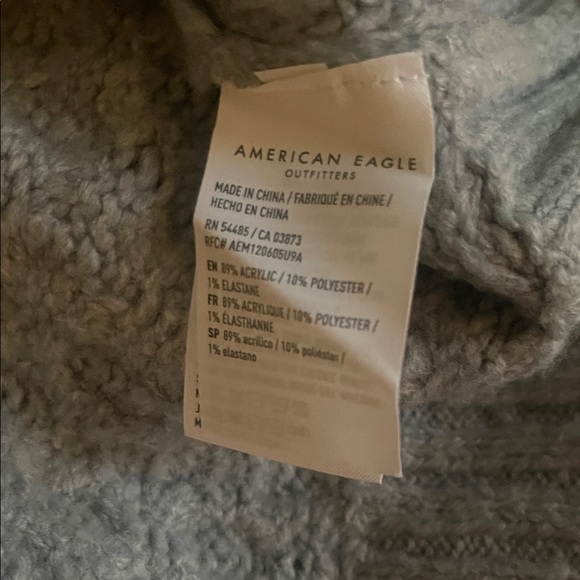 AMERICAN EAGLE
OUTFITTERS
MADE IN CHINA / FABRIQUÉ EN CHINE /
HECHO EN CHINA
RN 54485 / CA 03873
RFC# AEM120605U9A
EN 89% ACRYLIC / 10% POLYESTER /
1% ELASTANE
FR 89% ACRYLIQUE / 10% POLYESTER /
1% ÉLASTHANNE
SP 89% acrílico / 10% poliéster /
1% elastano
M
J
M